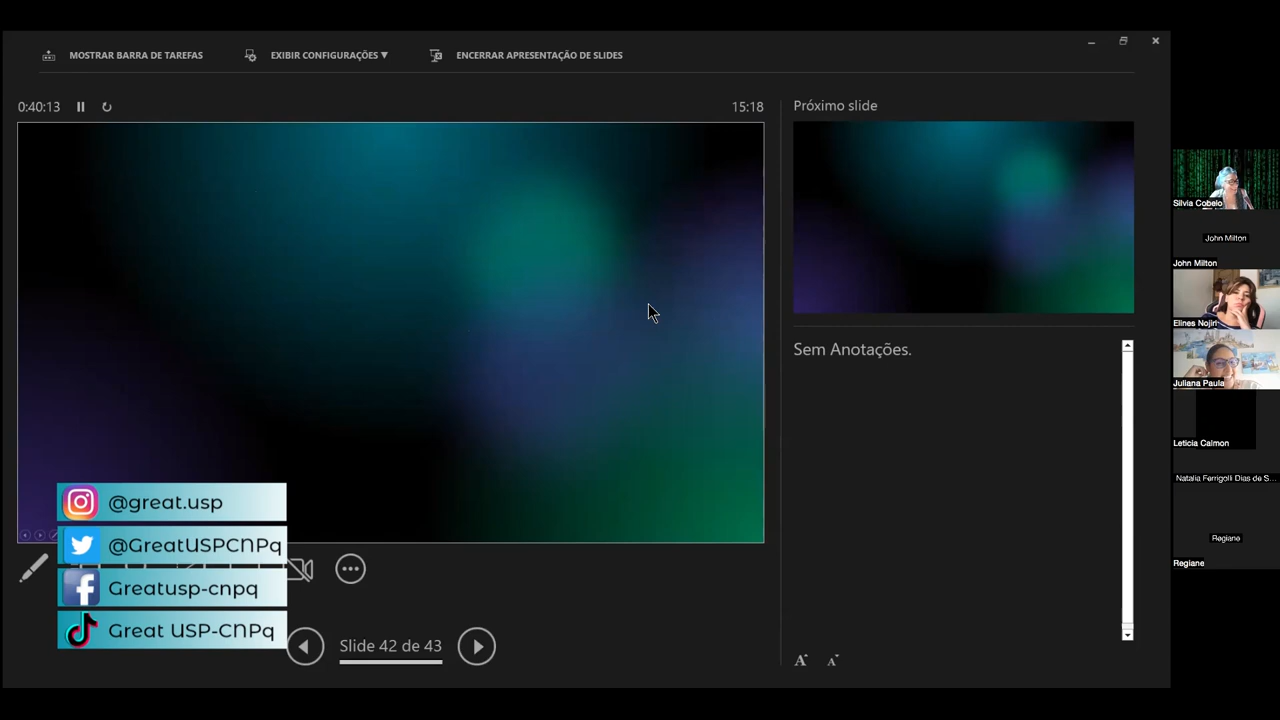 MOSTRAR BARRA DE TAREFAS
EXIBIR CONFIGURAÇÕES ▼
ENCERRAR APRESENTAÇÃO DE SLIDES
0:40:13
15:18
Próximo slide
Sem Anotações.
@great.usp
@GreatUSPCNPq
Greatusp-cnpq
Great USP-CNPq
Slide 42 de 43
A A
Silvia Cobelo
John Milton
John Milton
Elines Nojiri
Juliana Paula
Leticia Calmon
Natalia Ferrigolli Dias de S...
Regiane
Regiane